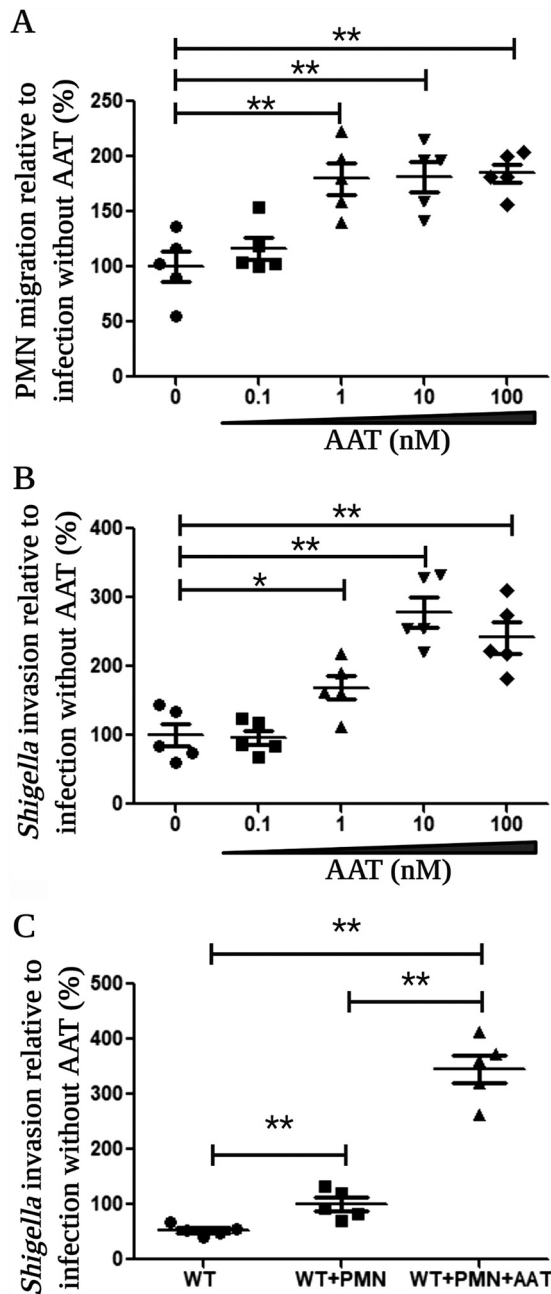 A
**
**
**
PMN migration relative to
infection without AAT (%)
250
200
150
100
50
0
0 0.1 1 10 100
AAT (nM)
B
**
**
*
Shigella invasion relative to
infection without AAT (%)
400
300
200
100
0
0 0.1 1 10 100
AAT (nM)
C
**
**
**
Shigella invasion relative to
infection without AAT (%)
500
400
300
200
100
0
WT WT+PMN WT+PMN+AAT